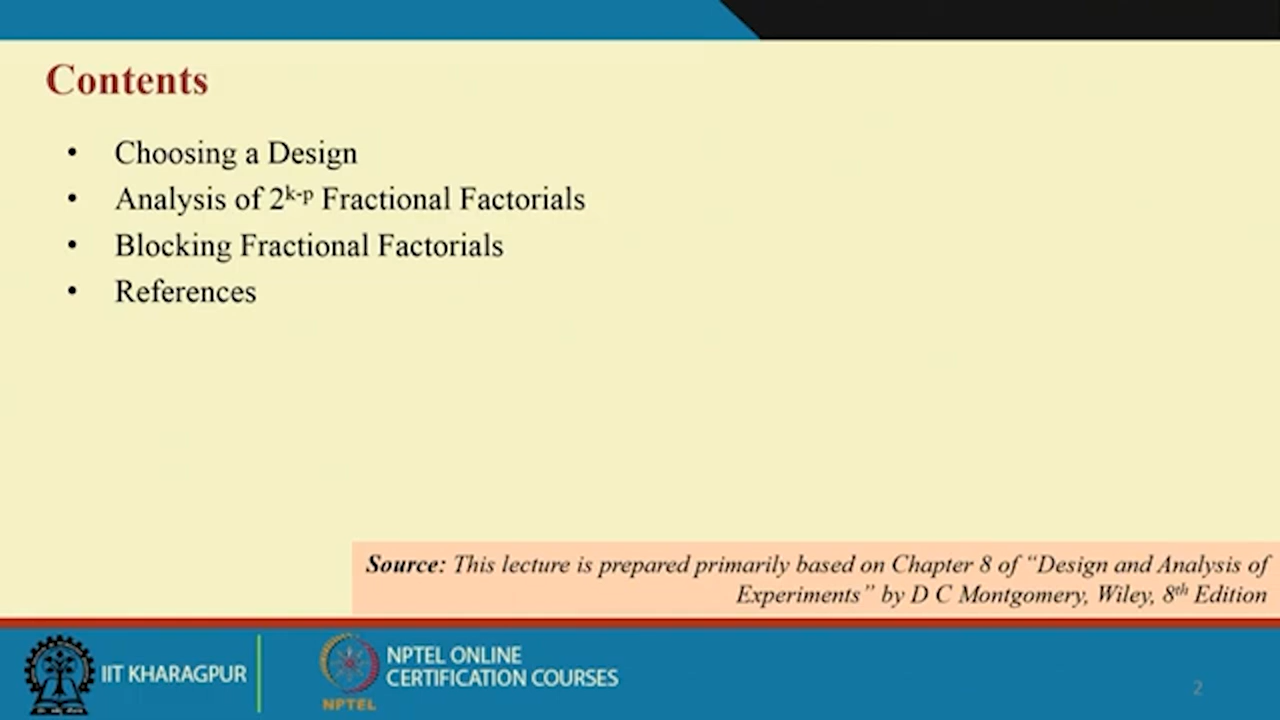 Contents
• Choosing a Design
• Analysis of 2ᵏ⁻ᵖ Fractional Factorials
• Blocking Fractional Factorials
• References
Source: This lecture is prepared primarily based on Chapter 8 of “Design and Analysis of
Experiments” by D C Montgomery, Wiley, 8ᵗʰ Edition
IIT KHARAGPUR
NPTEL
NPTEL ONLINE
CERTIFICATION COURSES
2